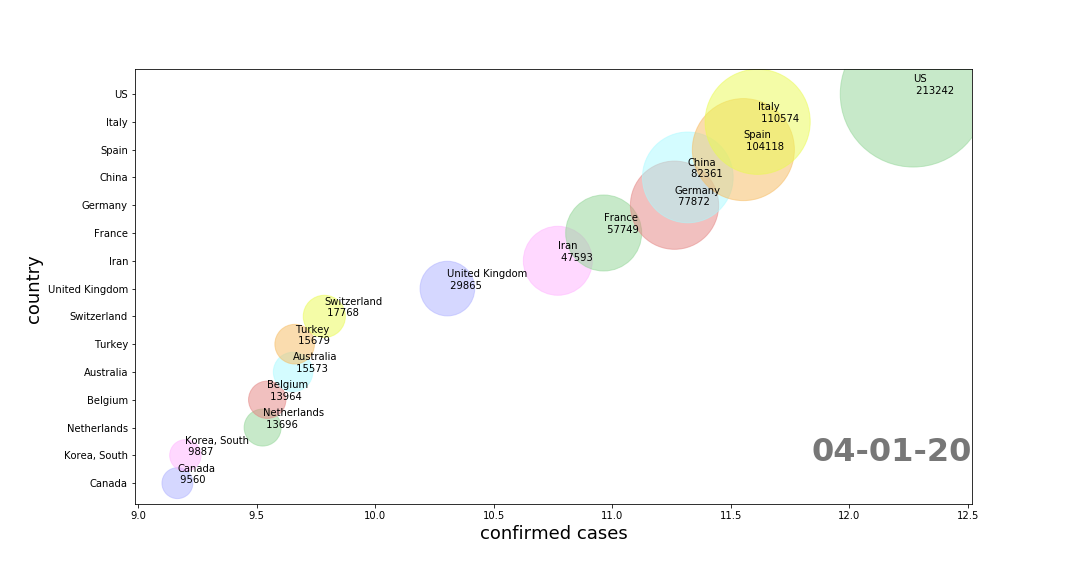 US
US
213242
Italy
Italy
110574
Spain
Spain
104118
China
China
82361
Germany
Germany
77872
France
France
57749
Iran
Iran
47593
United Kingdom
United Kingdom
29865
Switzerland
Switzerland
17768
Turkey
Turkey
15679
Australia
Australia
15573
Belgium
Belgium
13964
Netherlands
Netherlands
13696
Korea, South
Korea, South
9887
Canada
Canada
9560
04-01-20
country
9.0 9.5 10.0 10.5 11.0 11.5 12.0 12.5
confirmed cases